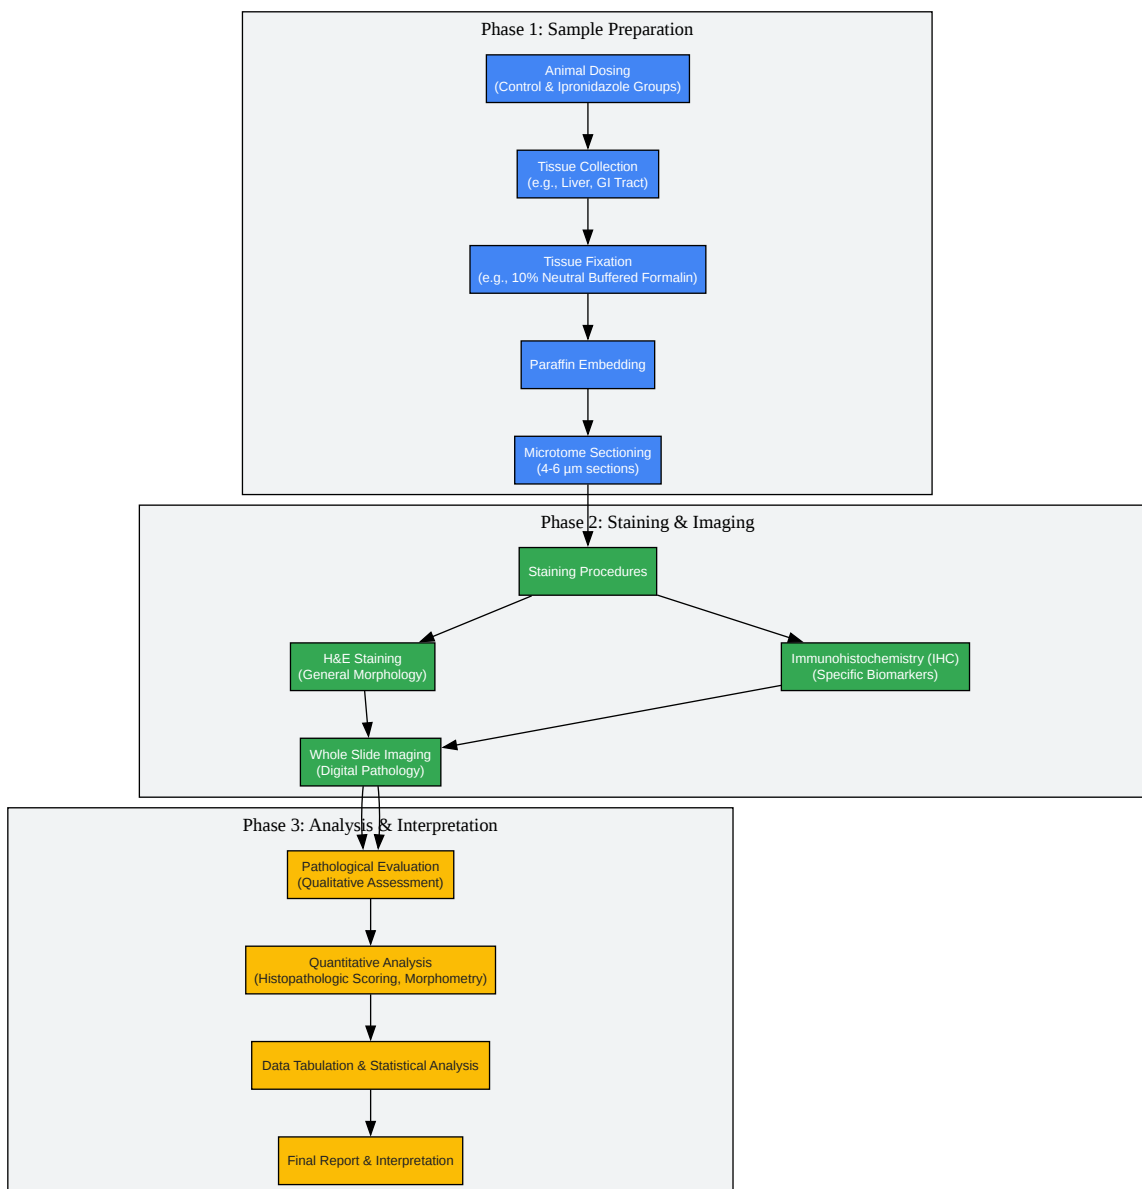 Phase 1: Sample Preparation
Animal Dosing
(Control & Ipronidazole Groups)
Tissue Collection
(e.g., Liver, GI Tract)
Tissue Fixation
(e.g., 10% Neutral Buffered Formalin)
Paraffin Embedding
Microtome Sectioning
(4-6 µm sections)
Phase 2: Staining & Imaging
Staining Procedures
H&E Staining
(General Morphology)
Immunohistochemistry (IHC)
(Specific Biomarkers)
Whole Slide Imaging
(Digital Pathology)
Phase 3: Analysis & Interpretation
Pathological Evaluation
(Qualitative Assessment)
Quantitative Analysis
(Histopathologic Scoring, Morphometry)
Data Tabulation & Statistical Analysis
Final Report & Interpretation